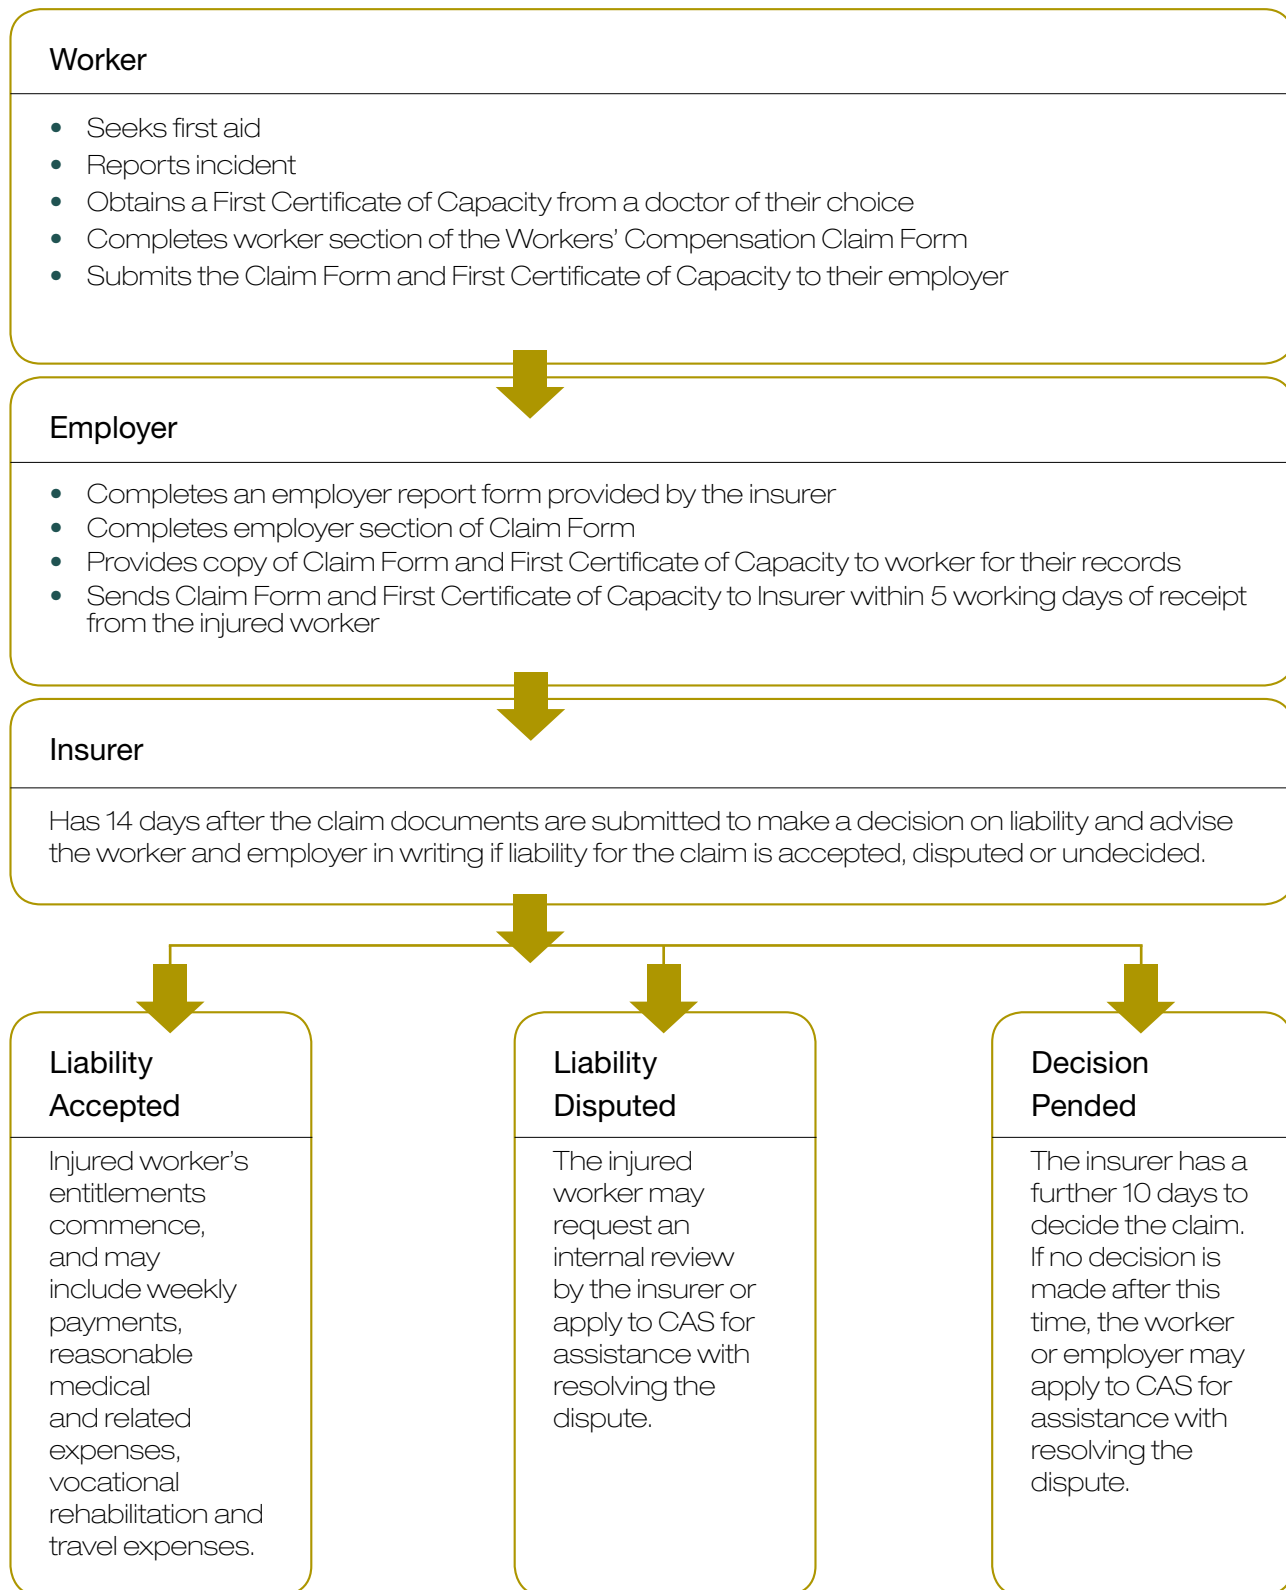 Worker
• Seeks first aid
• Reports incident
• Obtains a First Certificate of Capacity from a doctor of their choice
• Completes worker section of the Workers’ Compensation Claim Form
• Submits the Claim Form and First Certificate of Capacity to their employer
Employer
• Completes an employer report form provided by the insurer
• Completes employer section of Claim Form
• Provides copy of Claim Form and First Certificate of Capacity to worker for their records
• Sends Claim Form and First Certificate of Capacity to Insurer within 5 working days of receipt
from the injured worker
Insurer
Has 14 days after the claim documents are submitted to make a decision on liability and advise
the worker and employer in writing if liability for the claim is accepted, disputed or undecided.
Liability
Accepted
Injured worker’s
entitlements
commence,
and may
include weekly
payments,
reasonable
medical
and related
expenses,
vocational
rehabilitation and
travel expenses.
Liability
Disputed
The injured
worker may
request an
internal review
by the insurer or
apply to CAS for
assistance with
resolving the
dispute.
Decision
Pended
The insurer has a
further 10 days to
decide the claim.
If no decision is
made after this
time, the worker
or employer may
apply to CAS for
assistance with
resolving the
dispute.